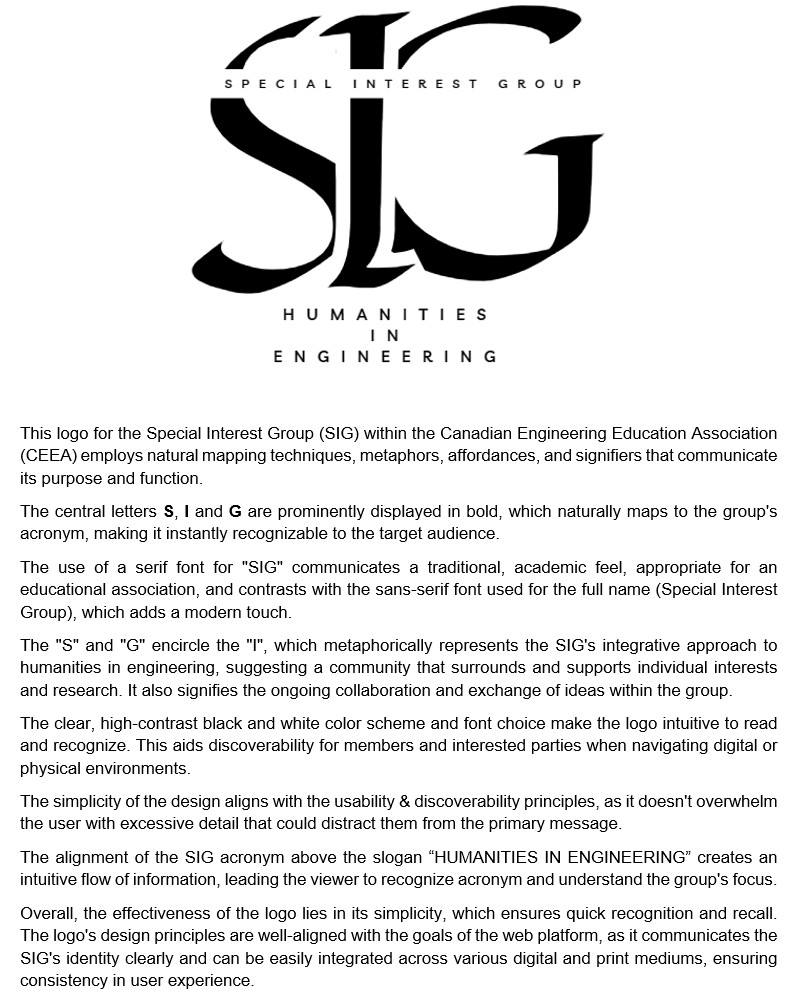 SIG
SPECIAL INTEREST GROUP
HUMANITIES
IN
ENGINEERING
This logo for the Special Interest Group (SIG) within the Canadian Engineering Education Association
(CEEA) employs natural mapping techniques, metaphors, affordances, and signifiers that communicate
its purpose and function.
The central letters S, I and G are prominently displayed in bold, which naturally maps to the group's
acronym, making it instantly recognizable to the target audience.
The use of a serif font for "SIG" communicates a traditional, academic feel, appropriate for an
educational association, and contrasts with the sans-serif font used for the full name (Special Interest
Group), which adds a modern touch.
The "S" and "G" encircle the "I", which metaphorically represents the SIG's integrative approach to
humanities in engineering, suggesting a community that surrounds and supports individual interests
and research. It also signifies the ongoing collaboration and exchange of ideas within the group.
The clear, high-contrast black and white color scheme and font choice make the logo intuitive to read
and recognize. This aids discoverability for members and interested parties when navigating digital or
physical environments.
The simplicity of the design aligns with the usability & discoverability principles, as it doesn't overwhelm
the user with excessive detail that could distract them from the primary message.
The alignment of the SIG acronym above the slogan “HUMANITIES IN ENGINEERING” creates an
intuitive flow of information, leading the viewer to recognize acronym and understand the group's focus.
Overall, the effectiveness of the logo lies in its simplicity, which ensures quick recognition and recall.
The logo's design principles are well-aligned with the goals of the web platform, as it communicates the
SIG's identity clearly and can be easily integrated across various digital and print mediums, ensuring
consistency in user experience.